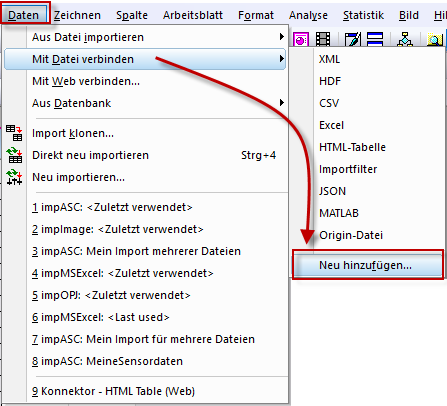 Daten Zeichnen Spalte Arbeitsblatt Format Analyse Statistik Bild
Aus Datei importieren
Mit Datei verbinden
Mit Web verbinden...
Aus Datenbank
Import klonen...
Direkt neu importieren Strg+4
Neu importieren...
1 impASC: <Zuletzt verwendet>
2 impImage: <Zuletzt verwendet>
3 impASC: Mein Import mehrerer Dateien
4 impMSExcel: <Zuletzt verwendet>
5 impOPJ: <Zuletzt verwendet>
6 impMSExcel: <Last used>
7 impASC: Mein Import für mehrere Dateien
8 impASC: MeineSensordaten
9 Konnektor - HTML Table (Web)
XML
HDF
CSV
Excel
HTML-Tabelle
Importfilter
JSON
MATLAB
Origin-Datei
Neu hinzufügen...